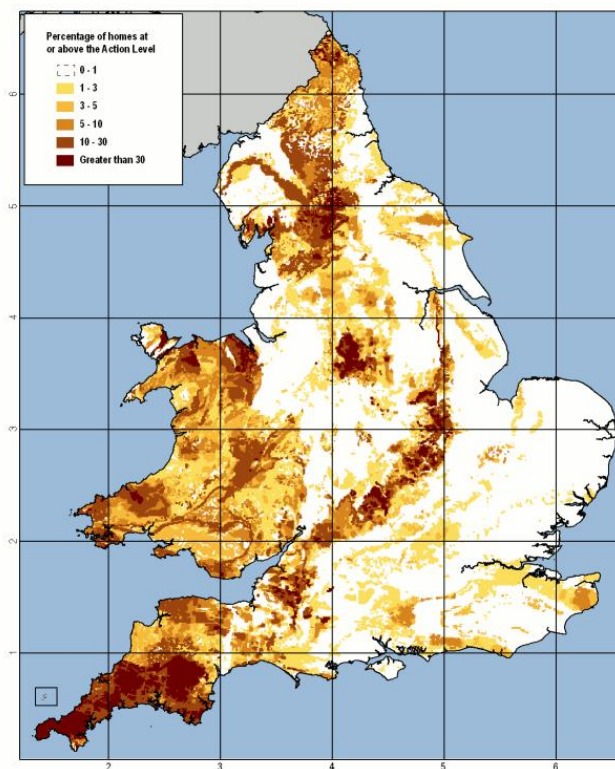 Percentage of homes at
or above the Action Level
0 - 1
1 - 3
3 - 5
5 - 10
10 - 30
Greater than 30
6
5
4
3
2
1
2
3
4
5
6